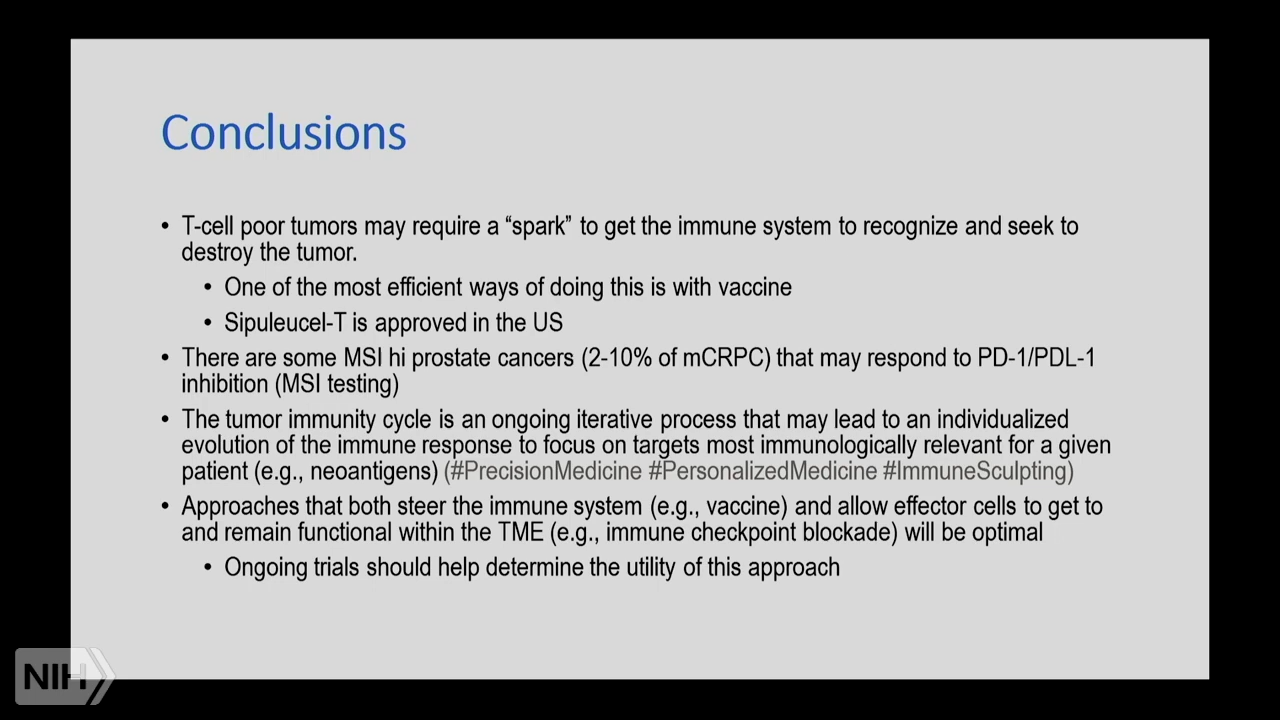 Conclusions
• T-cell poor tumors may require a “spark” to get the immune system to recognize and seek to
destroy the tumor.
• One of the most efficient ways of doing this is with vaccine
• Sipuleucel-T is approved in the US
• There are some MSI hi prostate cancers (2-10% of mCRPC) that may respond to PD-1/PDL-1
inhibition (MSI testing)
• The tumor immunity cycle is an ongoing iterative process that may lead to an individualized
evolution of the immune response to focus on targets most immunologically relevant for a given
patient (e.g., neoantigens) (#PrecisionMedicine #PersonalizedMedicine #ImmuneSculpting)
• Approaches that both steer the immune system (e.g., vaccine) and allow effector cells to get to
and remain functional within the TME (e.g., immune checkpoint blockade) will be optimal
• Ongoing trials should help determine the utility of this approach
NIH